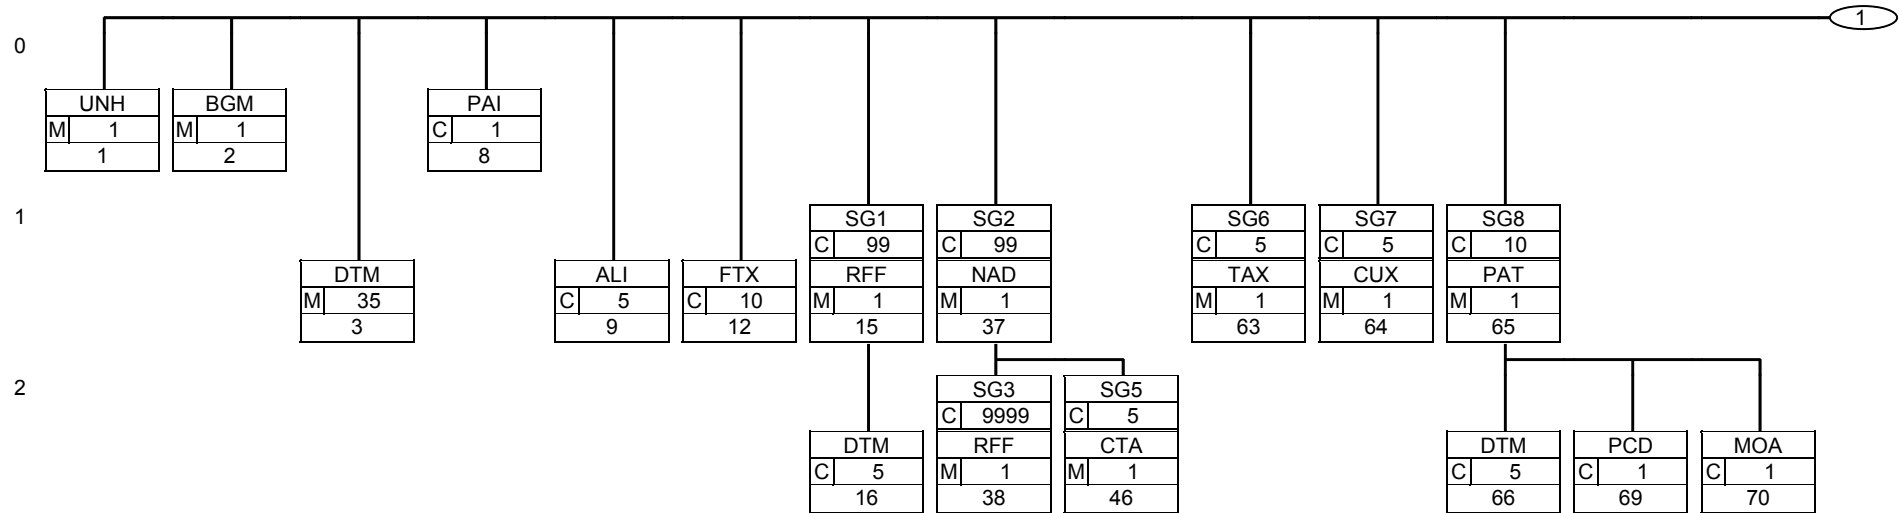 1
0
UNH BGM PAI
M 1 M 1 C 1
1 2 8
1
SG1 SG2 SG6 SG7 SG8
C 99 C 99 C 5 C 5 C 10
DTM ALI FTX RFF NAD TAX CUX PAT
M 35 C 5 C 10 M 1 M 1 M 1 M 1 M 1
3 9 12 15 37 63 64 65
2
SG3 SG5
C 9999 C 5
DTM RFF CTA DTM PCD MOA
C 5 M 1 M 1 C 5 C 1 C 1
16 38 46 66 69 70